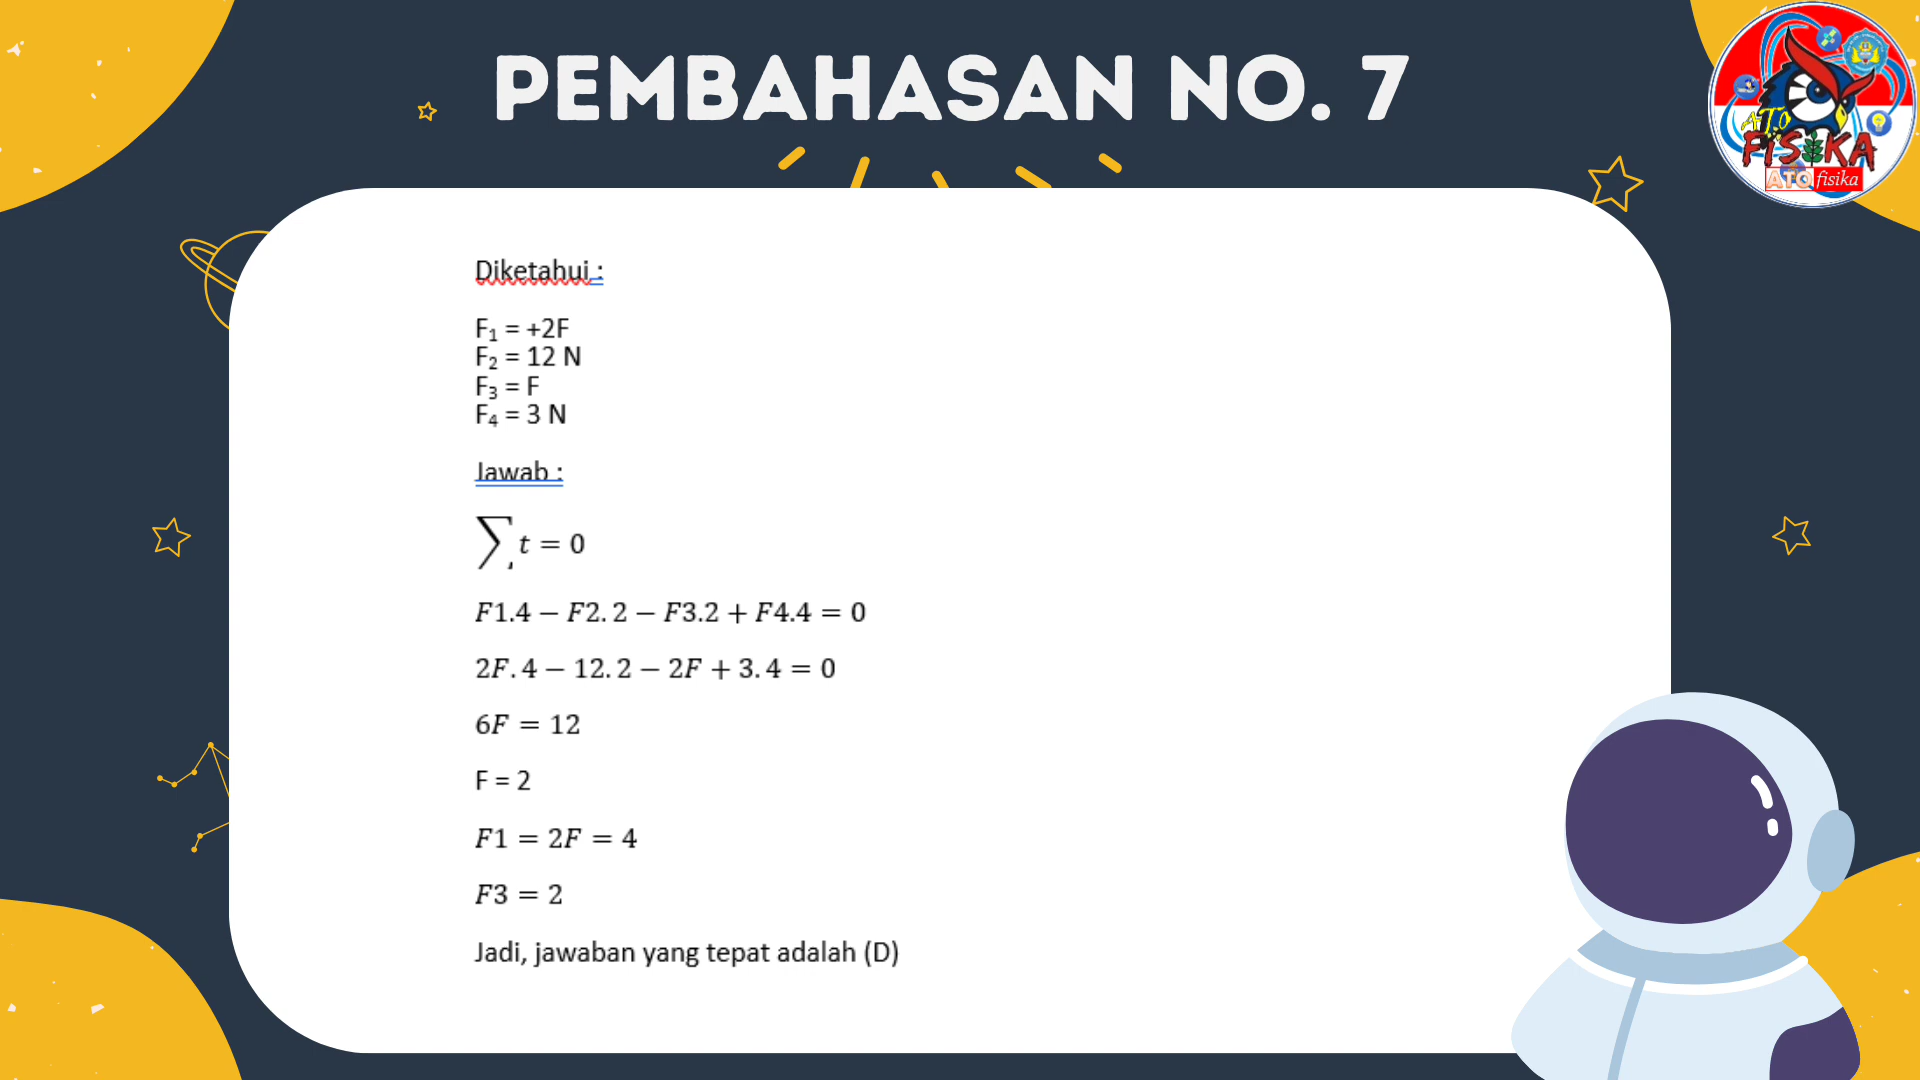 PEMBAHASAN NO. 7
ATO
FISIKA
ATO fisika
Diketahui :
F₁ = +2F
F₂ = 12 N
F₃ = F
F₄ = 3 N
Jawab :
∑ t = 0
F1.4 − F2. 2 − F3.2 + F4.4 = 0
2F. 4 − 12. 2 − 2F + 3. 4 = 0
6F = 12
F = 2
F1 = 2F = 4
F3 = 2
Jadi, jawaban yang tepat adalah (D)